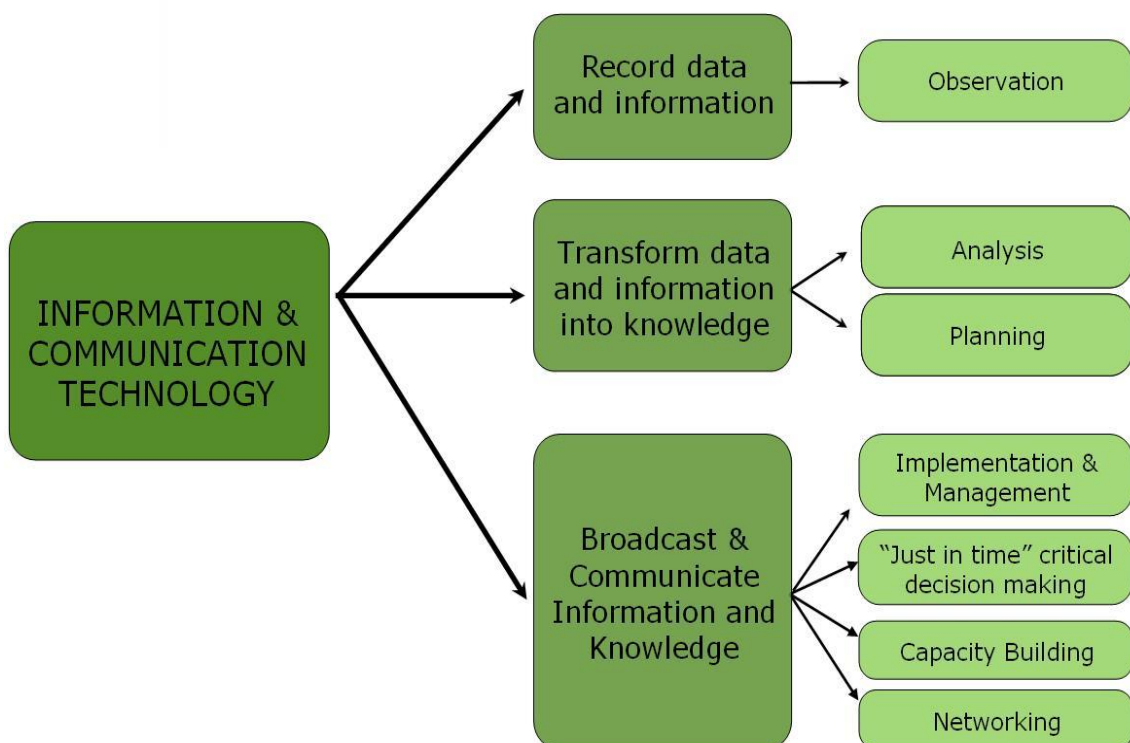 INFORMATION &
COMMUNICATION
TECHNOLOGY
Record data
and information
Observation
Transform data
and information
into knowledge
Analysis
Planning
Broadcast &
Communicate
Information and
Knowledge
Implementation &
Management
“Just in time” critical
decision making
Capacity Building
Networking